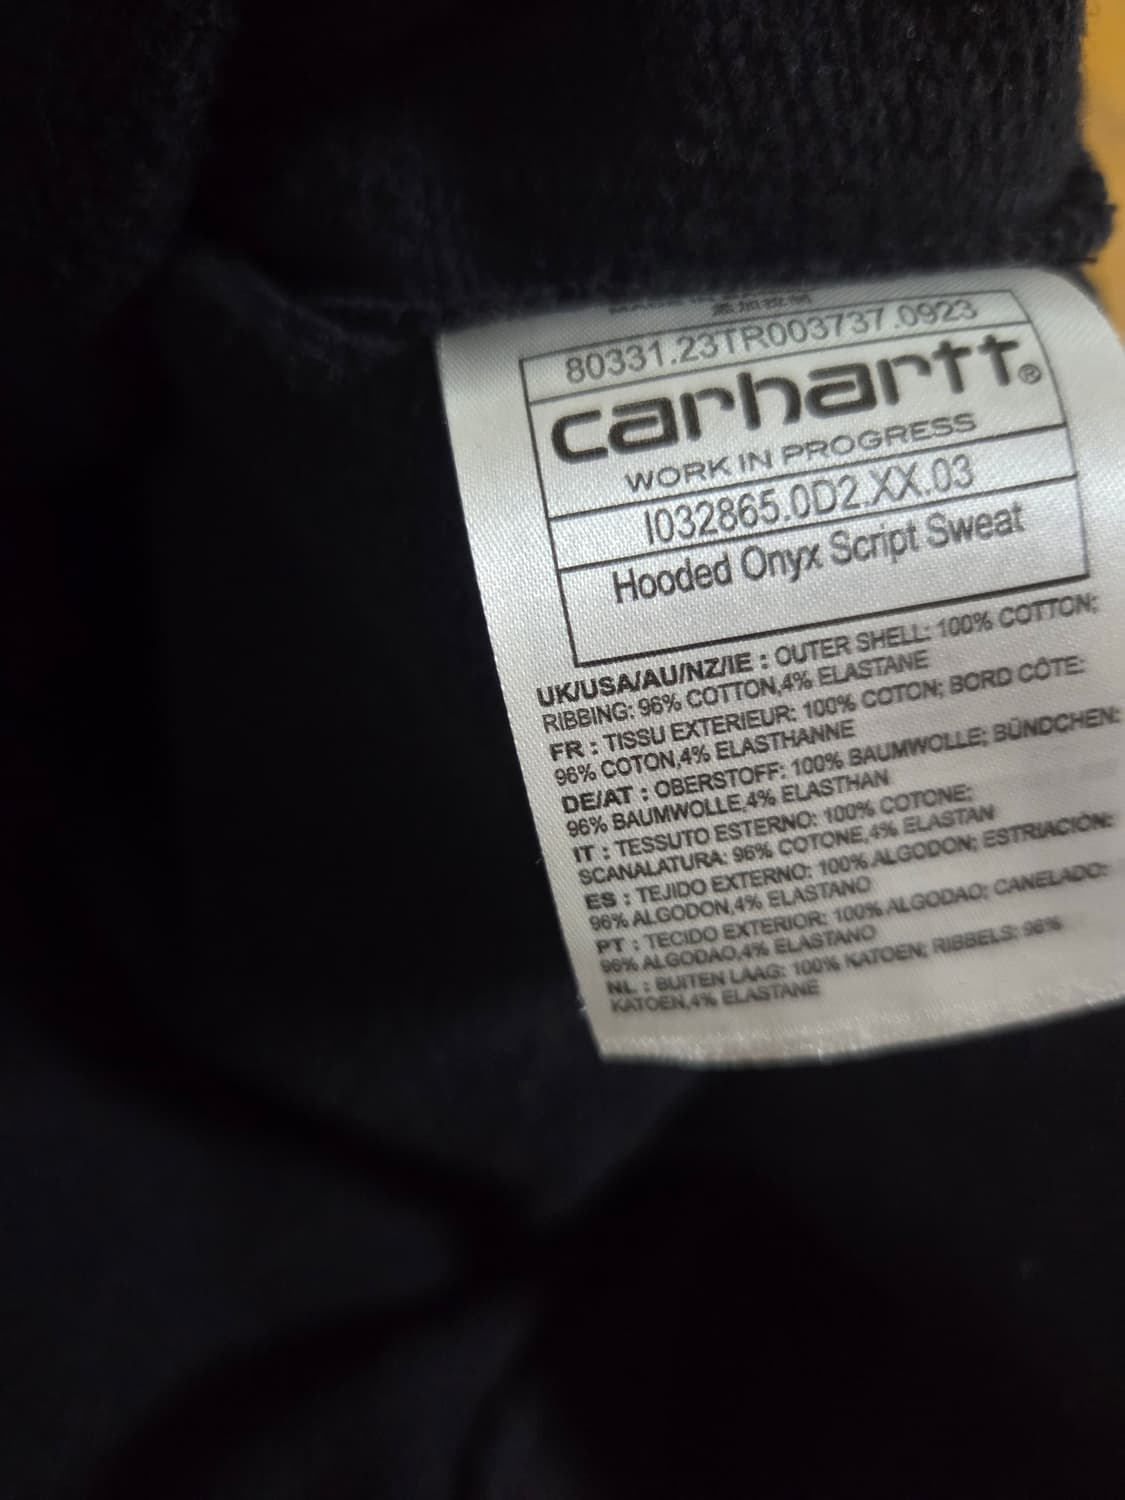 80331.23TR003737.0923
carhartt®
WORK IN PROGRESS
I032865.0D2.XX.03
Hooded Onyx Script Sweat
UK/USA/AU/NZ/IE : OUTER SHELL: 100% COTTON;
RIBBING: 96% COTTON,4% ELASTANE
FR : TISSU EXTERIEUR: 100% COTON; BORD CÔTE:
96% COTON,4% ELASTHANNE
DE/AT : OBERSTOFF: 100% BAUMWOLLE; BÜNDCHEN:
96% BAUMWOLLE,4% ELASTHAN
IT : TESSUTO ESTERNO: 100% COTONE;
SCANALATURA: 96% COTONE,4% ELASTAN
ES : TEJIDO EXTERNO: 100% ALGODON; ESTRIACIÓN:
96% ALGODON,4% ELASTANO
PT : TECIDO EXTERIOR: 100% ALGODAO; CANELADO:
96% ALGODAO,4% ELASTANO
NL : BUITEN LAAG: 100% KATOEN; RIBBELS: 96%
KATOEN,4% ELASTANE